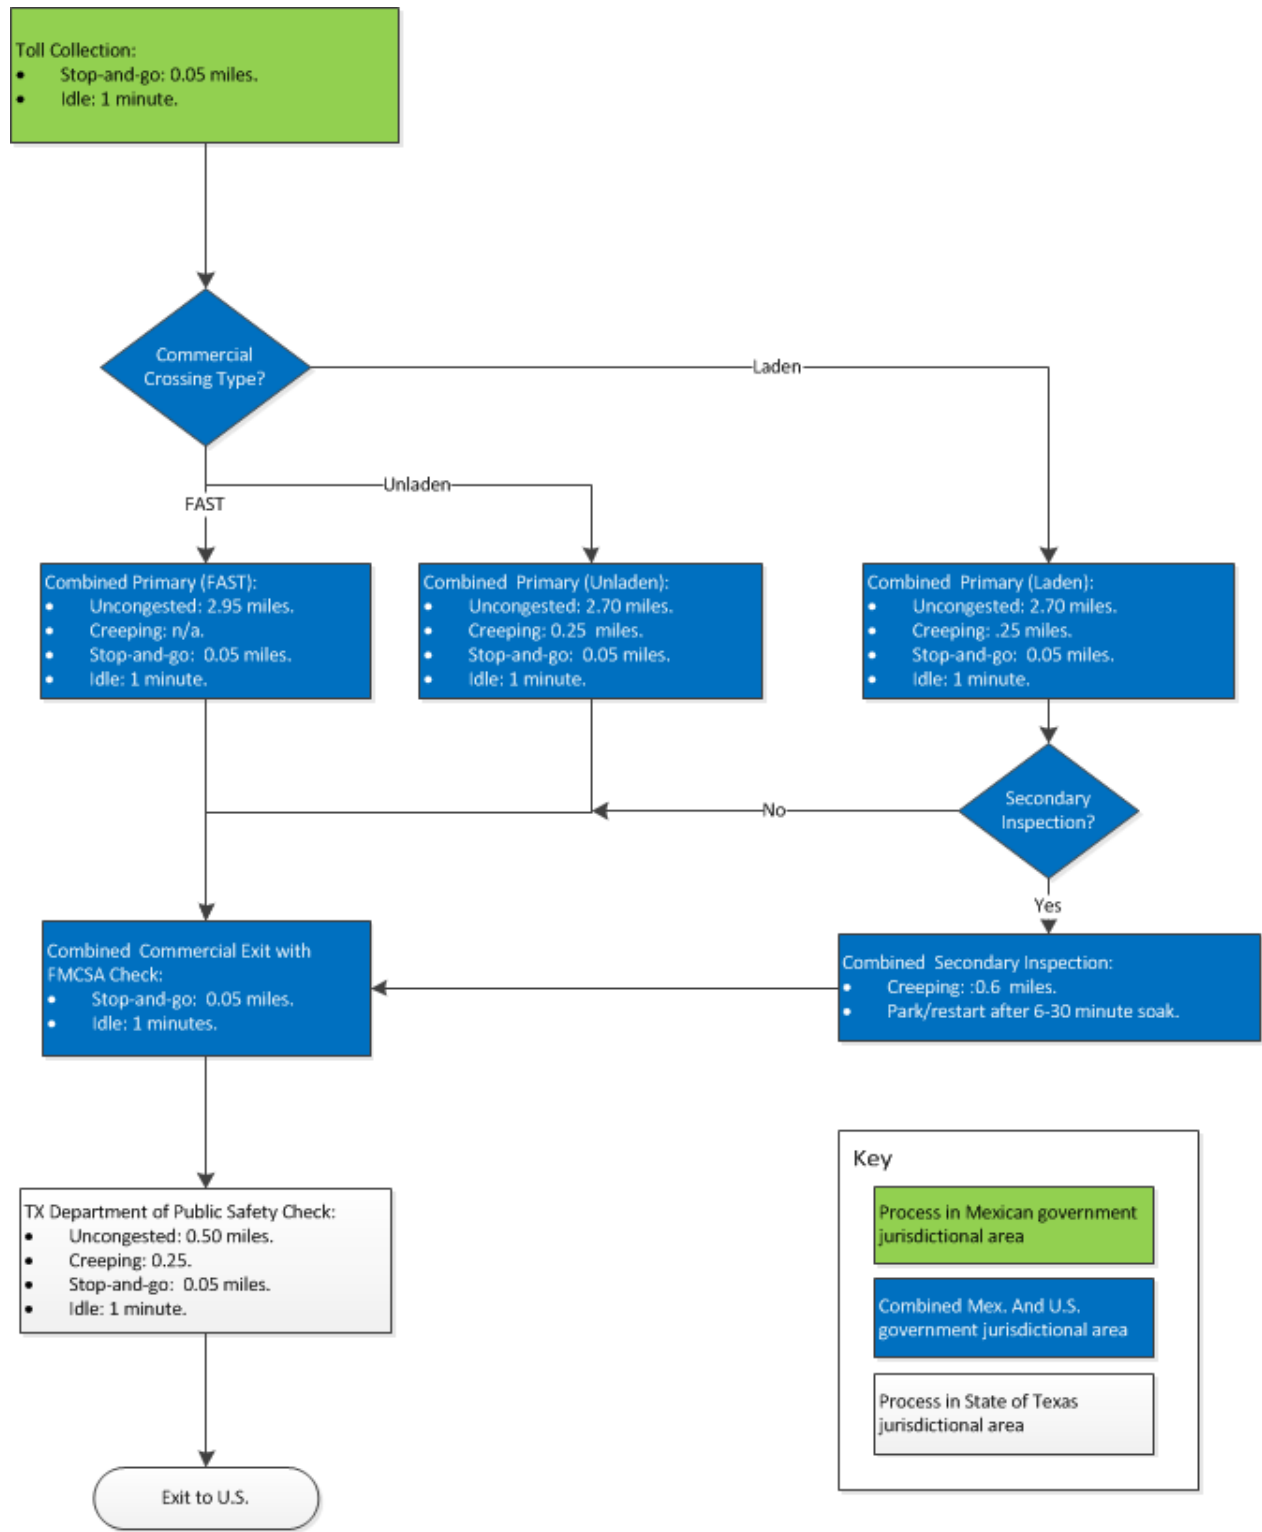 Toll Collection:
• Stop-and-go: 0.05 miles.
• Idle: 1 minute.
Commercial
Crossing Type?
Laden
Unladen
FAST
Combined Primary (FAST):
• Uncongested: 2.95 miles.
• Creeping: n/a.
• Stop-and-go: 0.05 miles.
• Idle: 1 minute.
Combined Primary (Unladen):
• Uncongested: 2.70 miles.
• Creeping: 0.25 miles.
• Stop-and-go: 0.05 miles.
• Idle: 1 minute.
Combined Primary (Laden):
• Uncongested: 2.70 miles.
• Creeping: .25 miles.
• Stop-and-go: 0.05 miles.
• Idle: 1 minute.
Secondary
Inspection?
No
Yes
Combined Commercial Exit with
FMCSA Check:
• Stop-and-go: 0.05 miles.
• Idle: 1 minutes.
Combined Secondary Inspection:
• Creeping: :0.6 miles.
• Park/restart after 6-30 minute soak.
TX Department of Public Safety Check:
• Uncongested: 0.50 miles.
• Creeping: 0.25.
• Stop-and-go: 0.05 miles.
• Idle: 1 minute.
Exit to U.S.
Key
Process in Mexican government
jurisdictional area
Combined Mex. And U.S.
government jurisdictional area
Process in State of Texas
jurisdictional area